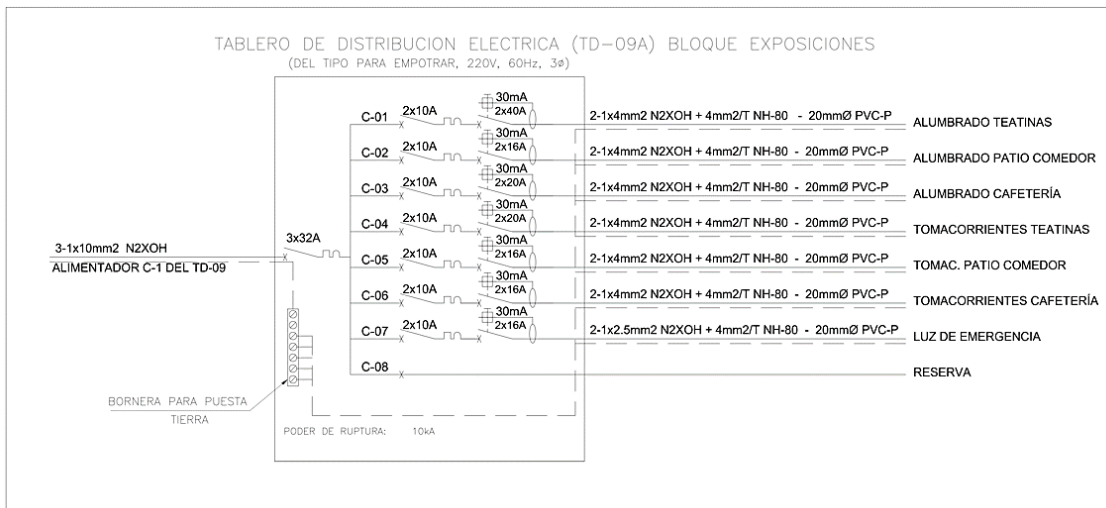 TABLERO DE DISTRIBUCION ELECTRICA (TD-09A) BLOQUE EXPOSICIONES
(DEL TIPO PARA EMPOTRAR, 220V, 60Hz, 3ø)
30mA
C-01 2x10A 2x40A 2-1x4mm2 N2XOH + 4mm2/T NH-80 - 20mmØ PVC-P ALUMBRADO TEATINAS
30mA
C-02 2x10A 2x16A 2-1x4mm2 N2XOH + 4mm2/T NH-80 - 20mmØ PVC-P ALUMBRADO PATIO COMEDOR
30mA
C-03 2x10A 2x20A 2-1x4mm2 N2XOH + 4mm2/T NH-80 - 20mmØ PVC-P ALUMBRADO CAFETERÍA
30mA
C-04 2x10A 2x20A 2-1x4mm2 N2XOH + 4mm2/T NH-80 - 20mmØ PVC-P TOMACORRIENTES TEATINAS
3x32A
3-1x10mm2 N2XOH
ALIMENTADOR C-1 DEL TD-09
30mA
C-05 2x10A 2x16A 2-1x4mm2 N2XOH + 4mm2/T NH-80 - 20mmØ PVC-P TOMAC. PATIO COMEDOR
30mA
C-06 2x10A 2x16A 2-1x4mm2 N2XOH + 4mm2/T NH-80 - 20mmØ PVC-P TOMACORRIENTES CAFETERÍA
30mA
C-07 2x10A 2x16A 2-1x2.5mm2 N2XOH + 4mm2/T NH-80 - 20mmØ PVC-P LUZ DE EMERGENCIA
C-08 RESERVA
BORNERA PARA PUESTA
TIERRA
PODER DE RUPTURA: 10kA